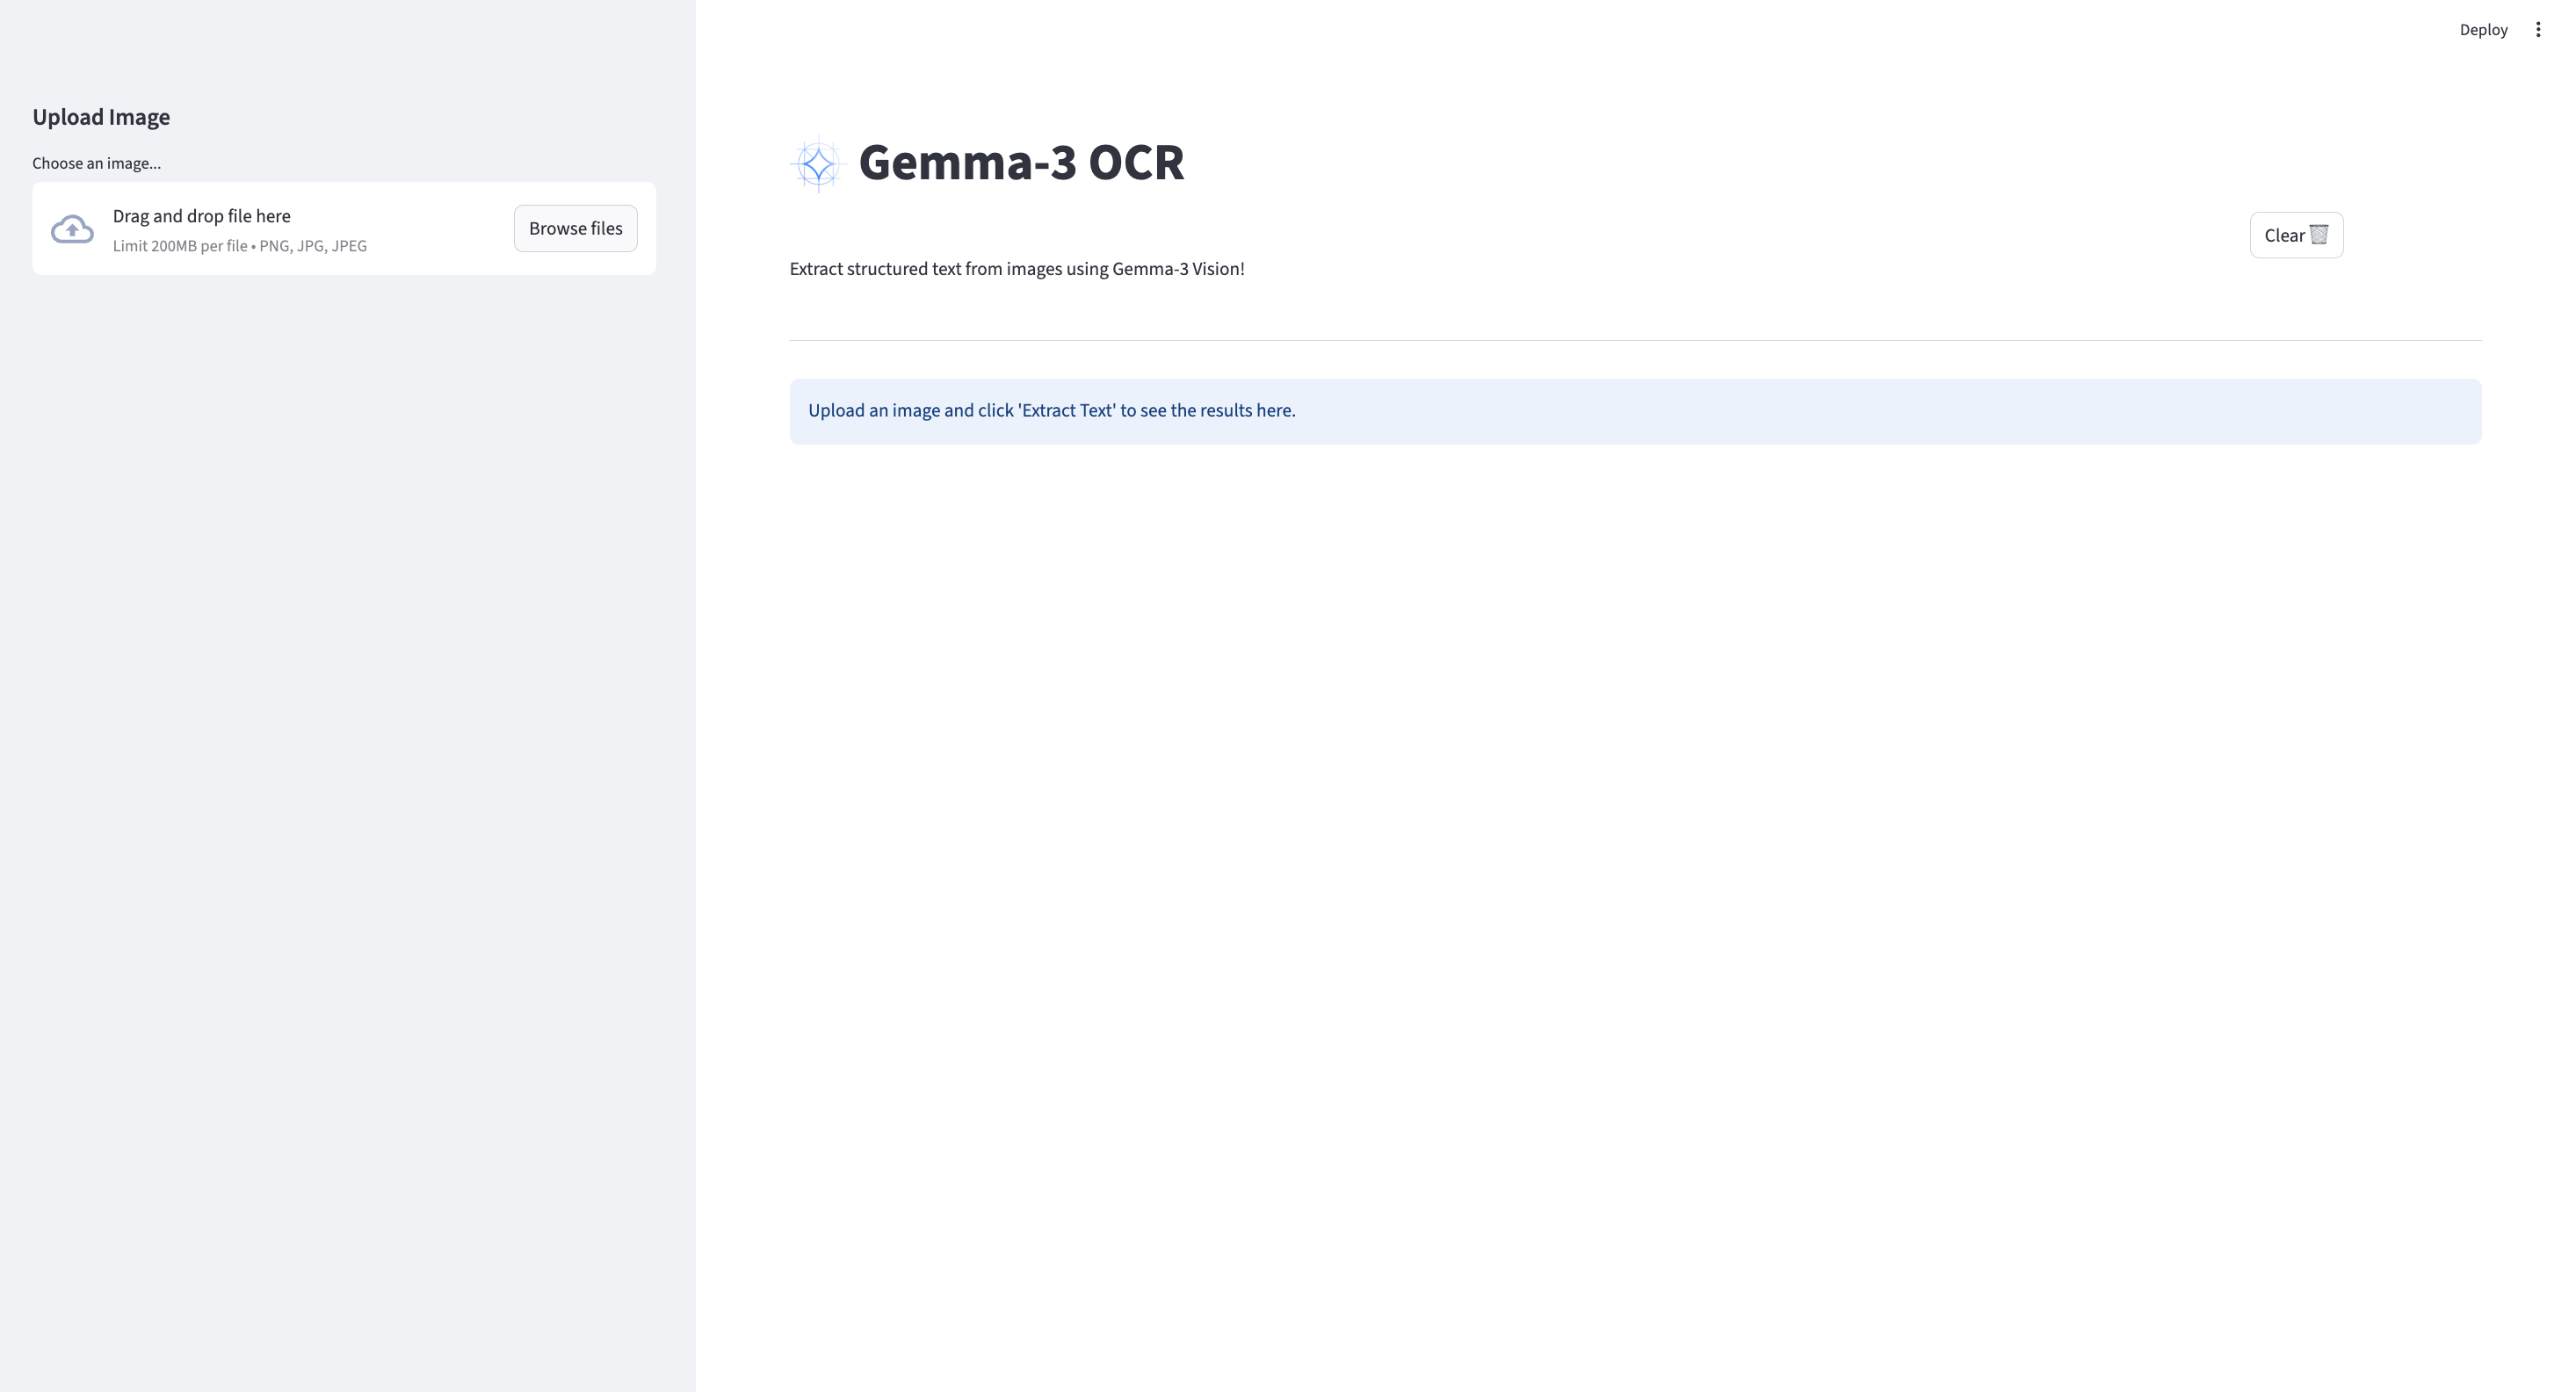 Deploy
Upload Image
Choose an image...
Drag and drop file here
Limit 200MB per file • PNG, JPG, JPEG
Browse files
Gemma-3 OCR
Clear 🗑️
Extract structured text from images using Gemma-3 Vision!
Upload an image and click 'Extract Text' to see the results here.